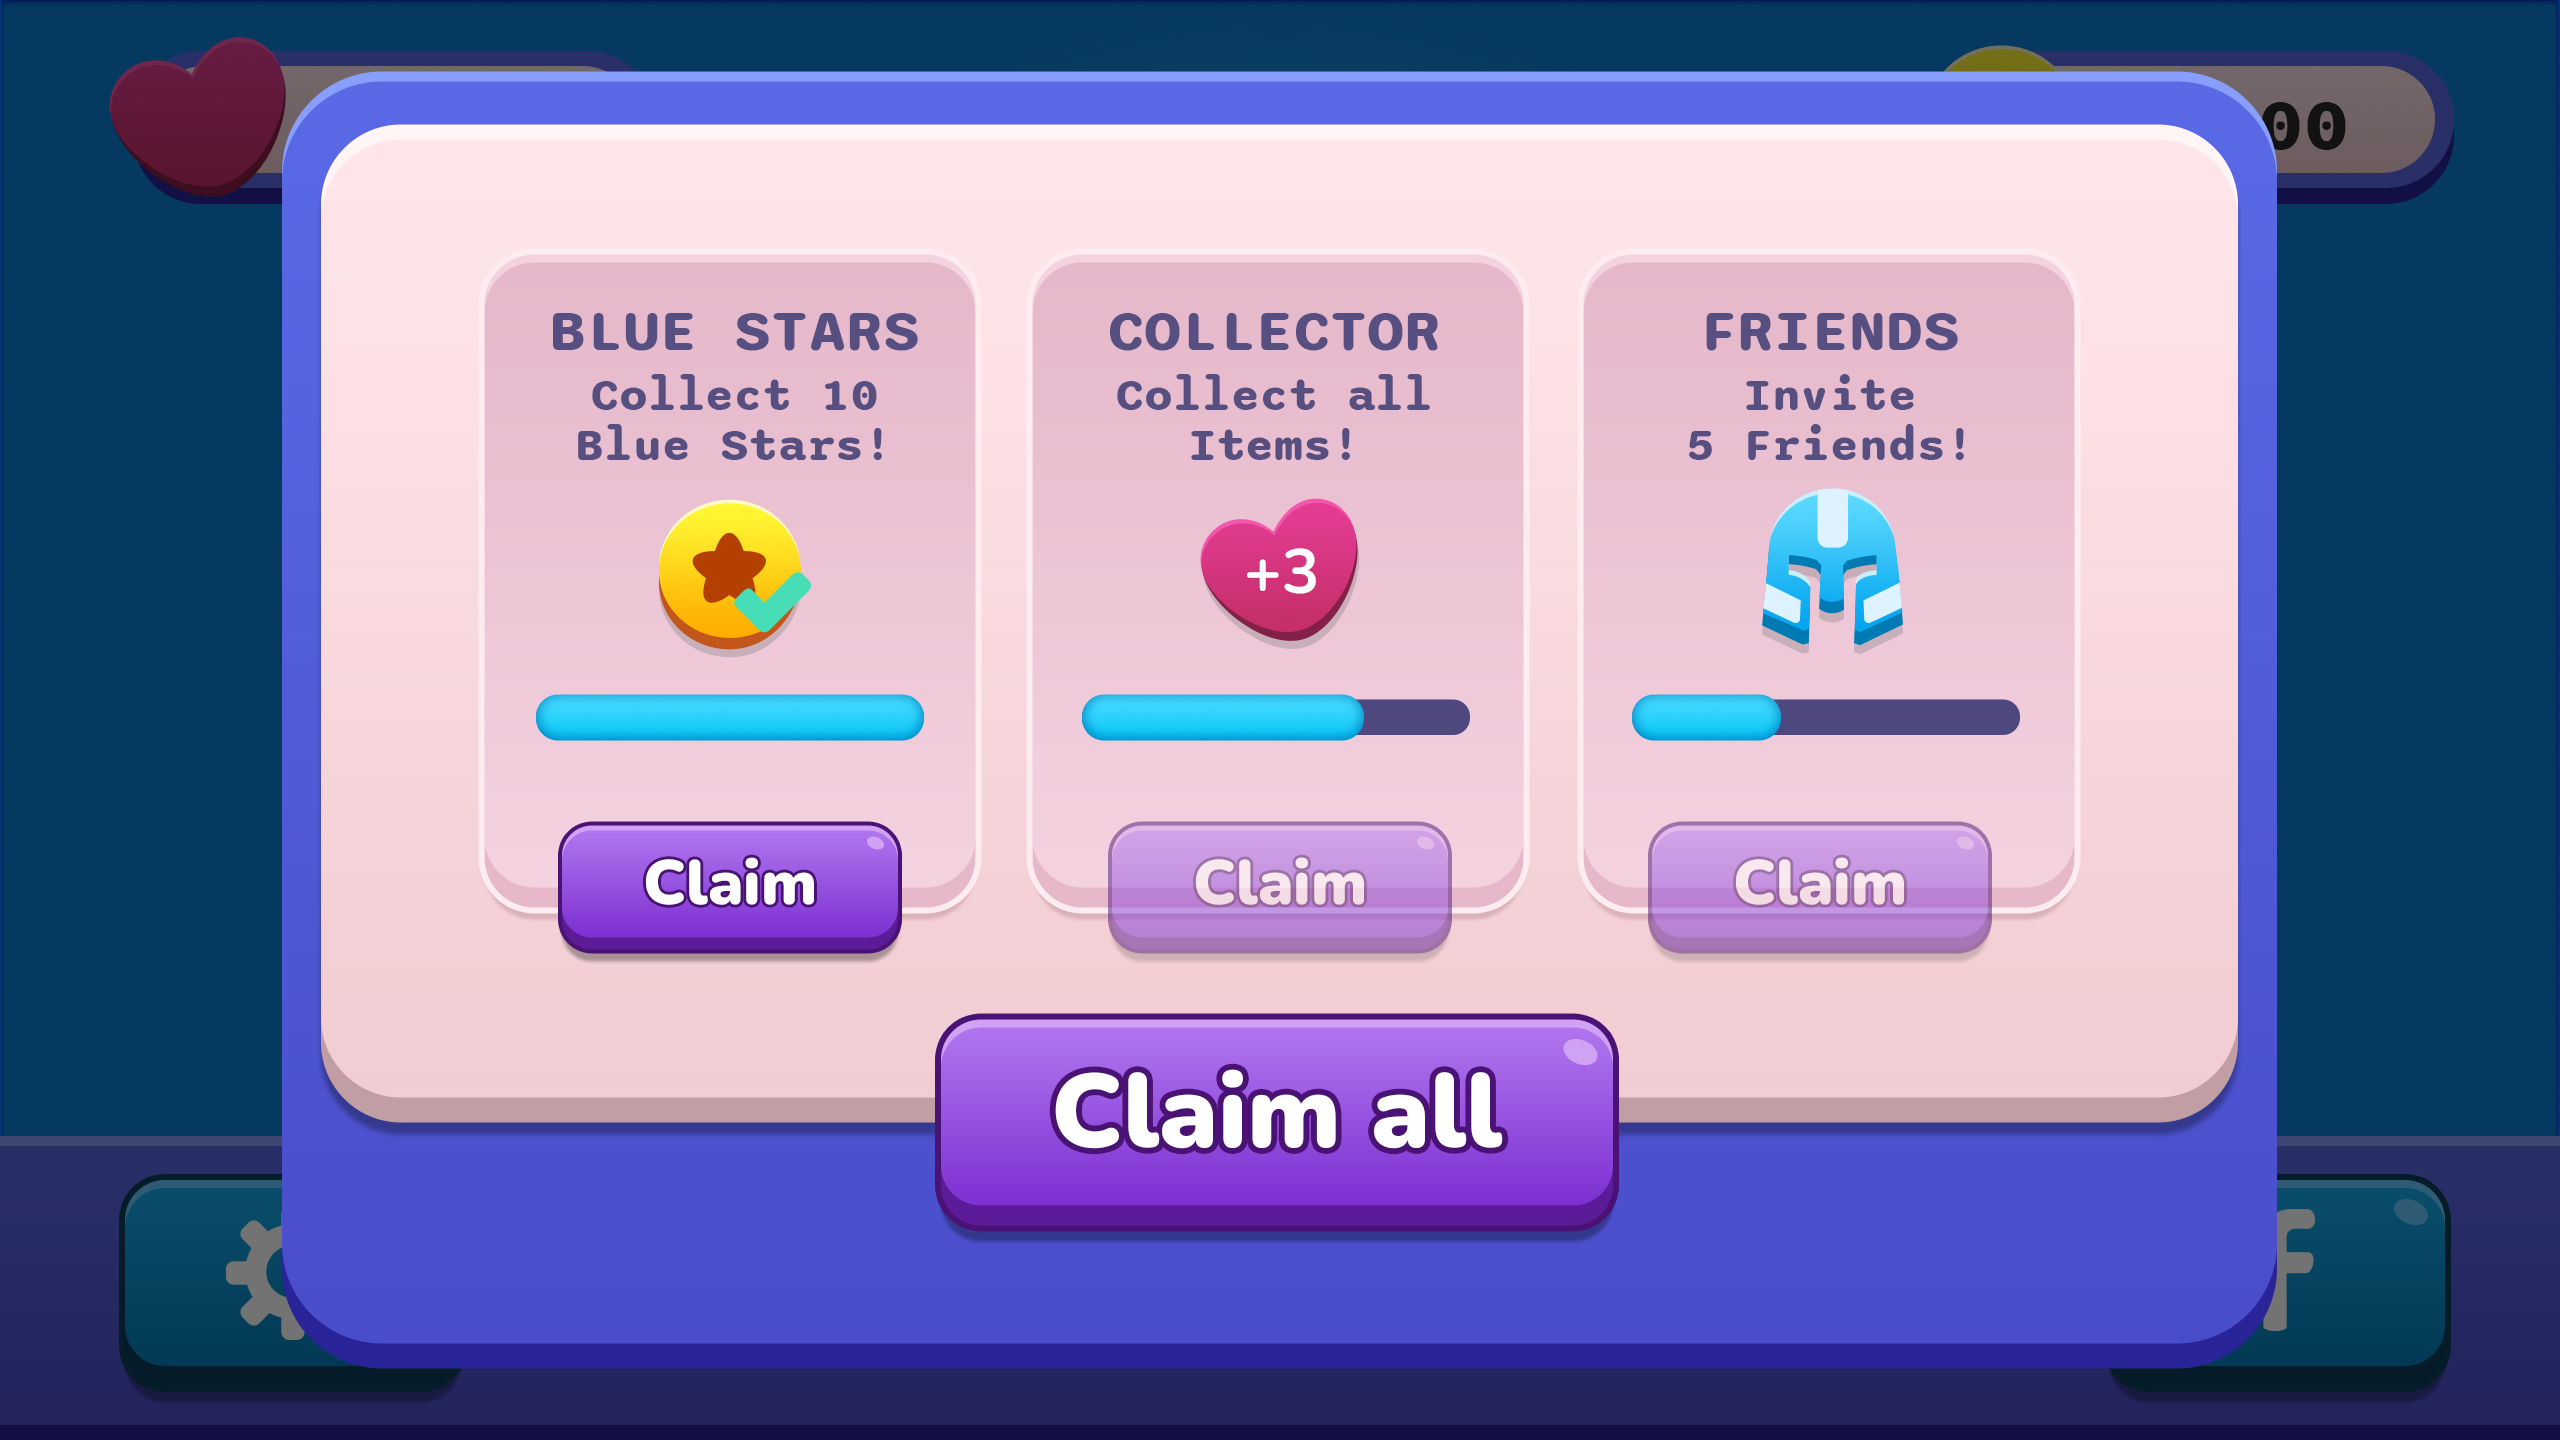 00
BLUE STARS
Collect 10
Blue Stars!
Claim
COLLECTOR
Collect all
Items!
+3
Claim
FRIENDS
Invite
5 Friends!
Claim
Claim all
f